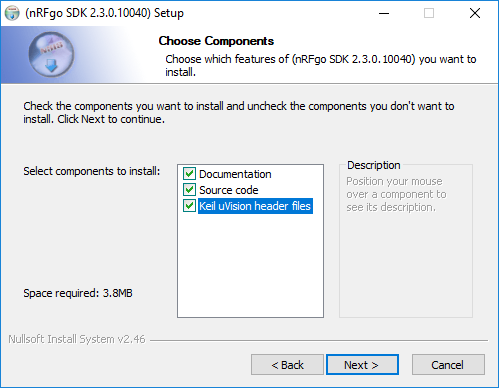 (nRFgo SDK 2.3.0.10040) Setup
Choose Components
Choose which features of (nRFgo SDK 2.3.0.10040) you want to
install.
Check the components you want to install and uncheck the components you don't want to
install. Click Next to continue.
Select components to install:
Documentation
Source code
Keil uVision header files
Description
Position your mouse
over a component to
see its description.
Space required: 3.8MB
Nullsoft Install System v2.46
< Back
Next >
Cancel